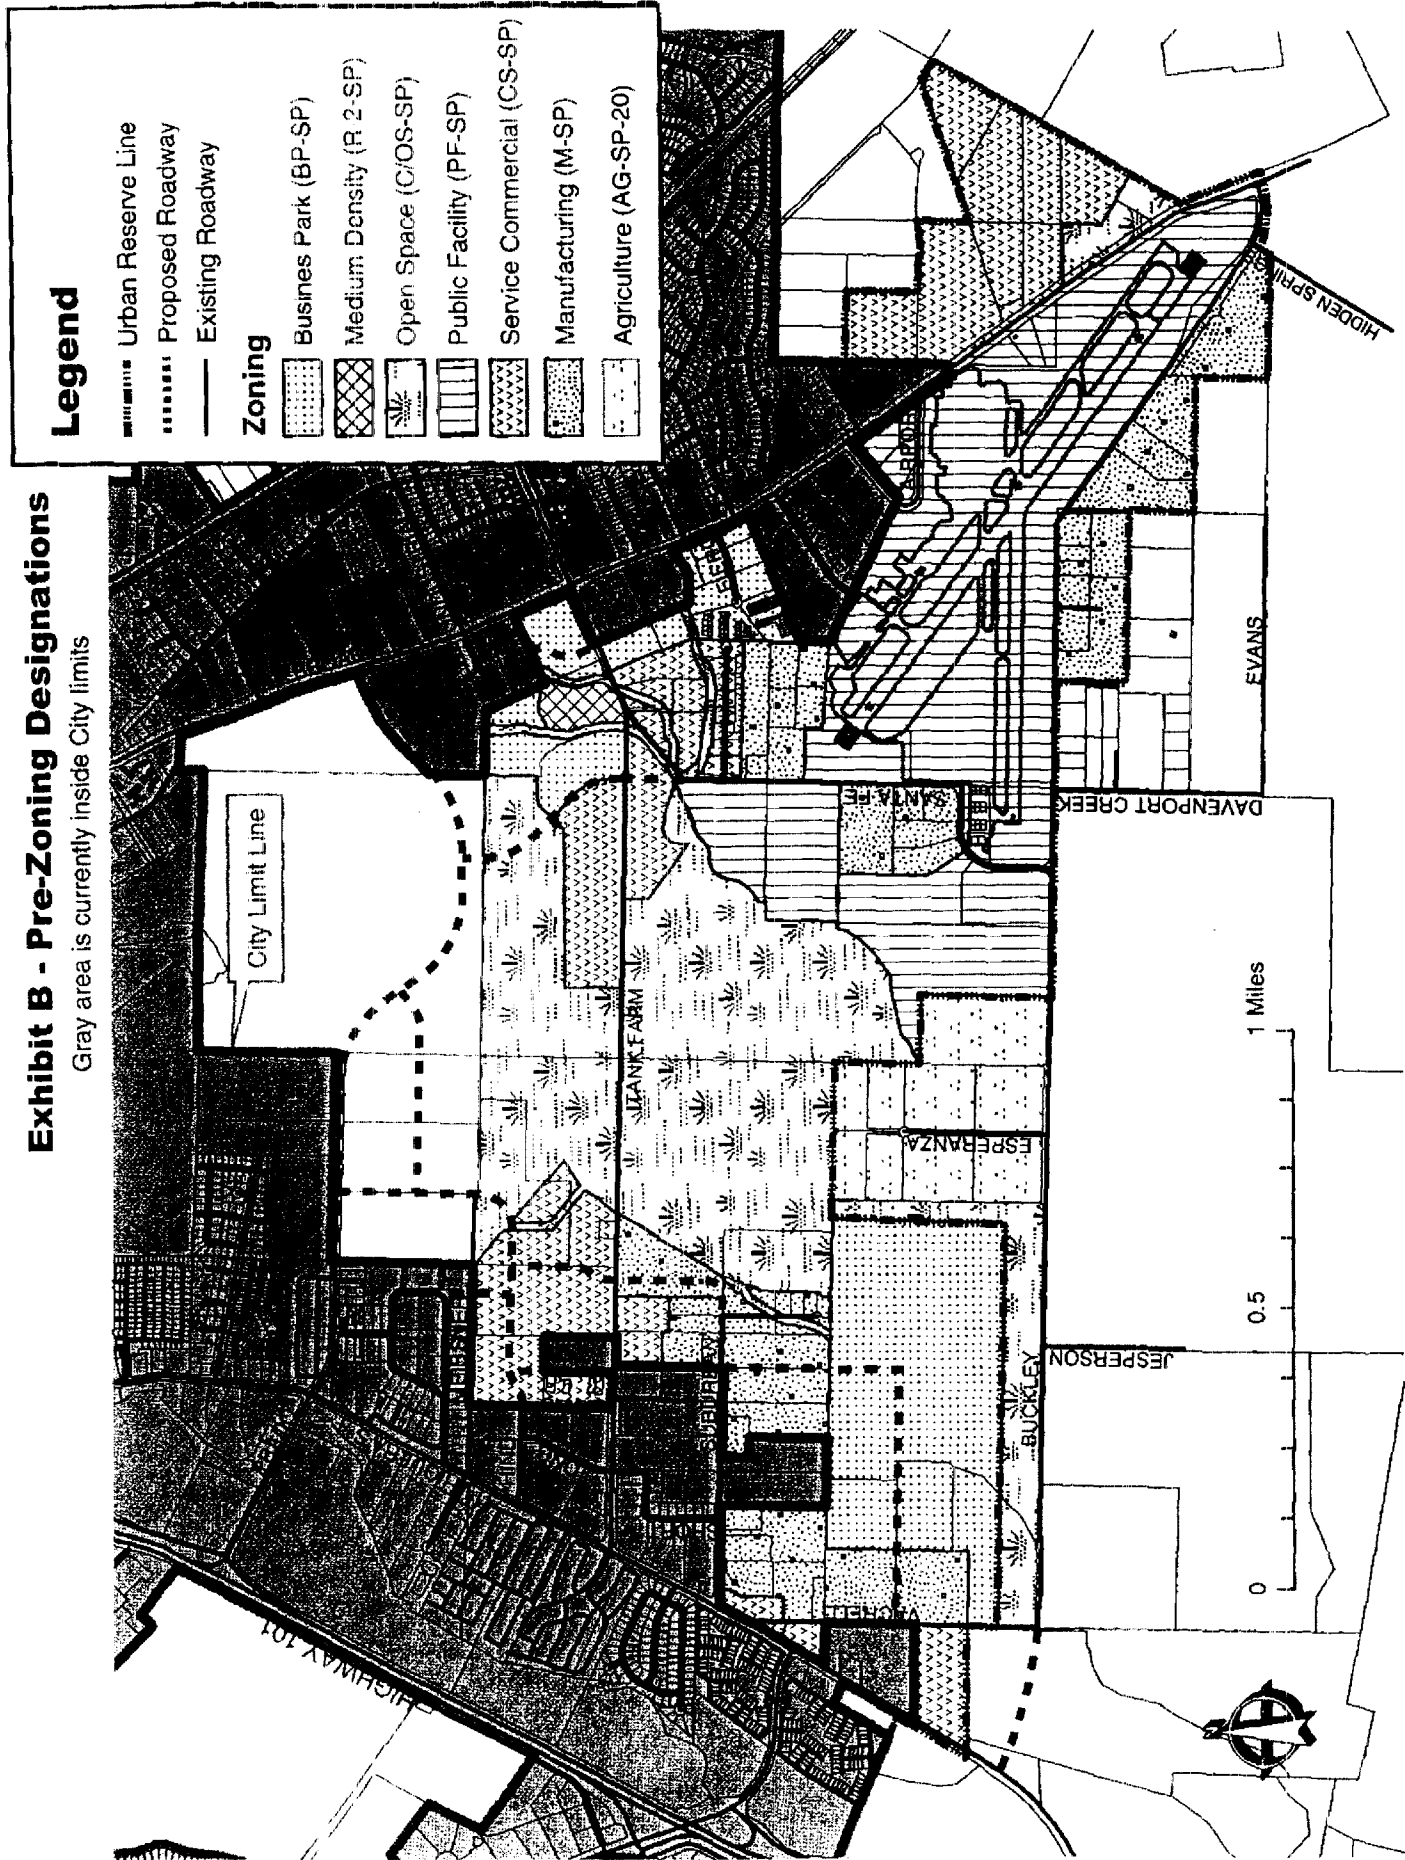 Exhibit B - Pre-Zoning Designations
Gray area is currently inside City limits
Legend
Urban Reserve Line
Proposed Roadway
Existing Roadway
Zoning
Busines Park (BP-SP)
Medium Density (R 2-SP)
Open Space (C/OS-SP)
Public Facility (PF-SP)
Service Commercial (CS-SP)
Manufacturing (M-SP)
Agriculture (AG-SP-20)
City Limit Line
HIGHWAY 101
TANK FARM
SUBURBAN
SANTA FE
ESPERANZA
BUCKLEY
JESPERSON
DAVENPORT CREEK
EVANS
0
0.5
1 Miles